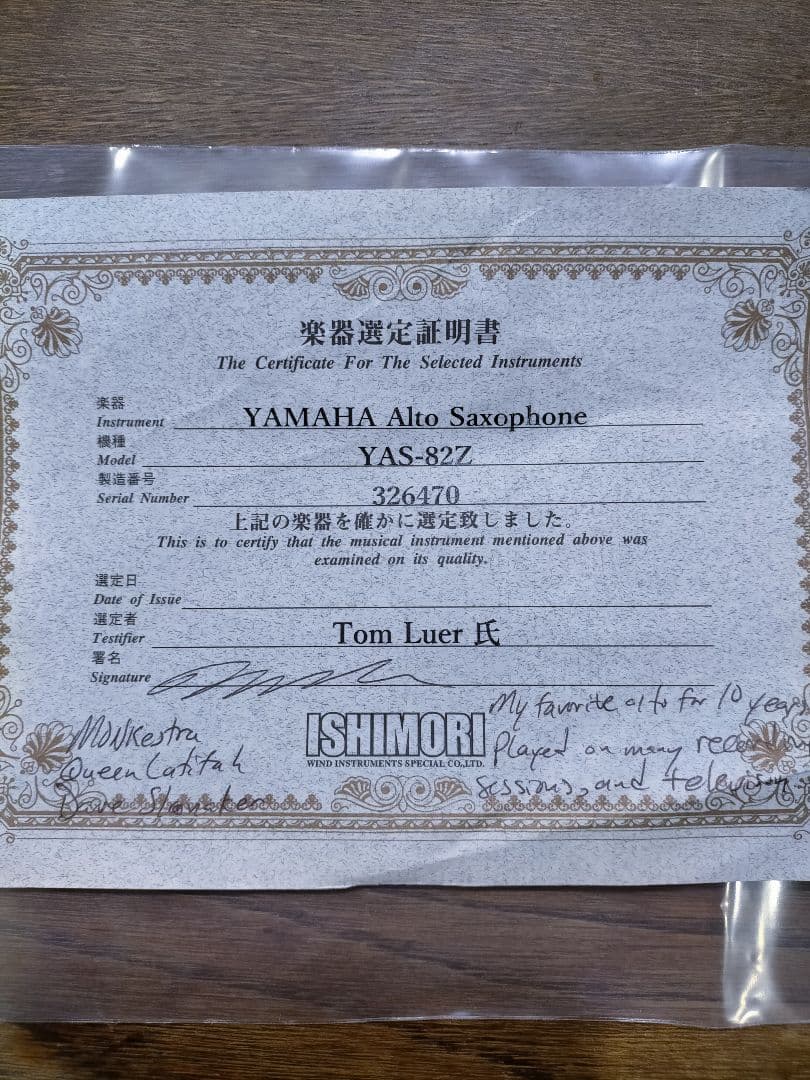 楽器選定証明書
The Certificate For The Selected Instruments
楽器
Instrument YAMAHA Alto Saxophone
機種
Model YAS-82Z
製造番号
Serial Number 326470
上記の楽器を確かに選定致しました。
This is to certify that the musical instrument mentioned above was
examined on its quality.
選定日
Date of Issue
選定者
Testifier Tom Luer 氏
署名
Signature
ISHIMORI
WIND INSTRUMENTS SPECIAL CO.,LTD.
MONKestra
Queen Latifah
Dave
My favorite alto for 10 years
Played on many
sessions, and television